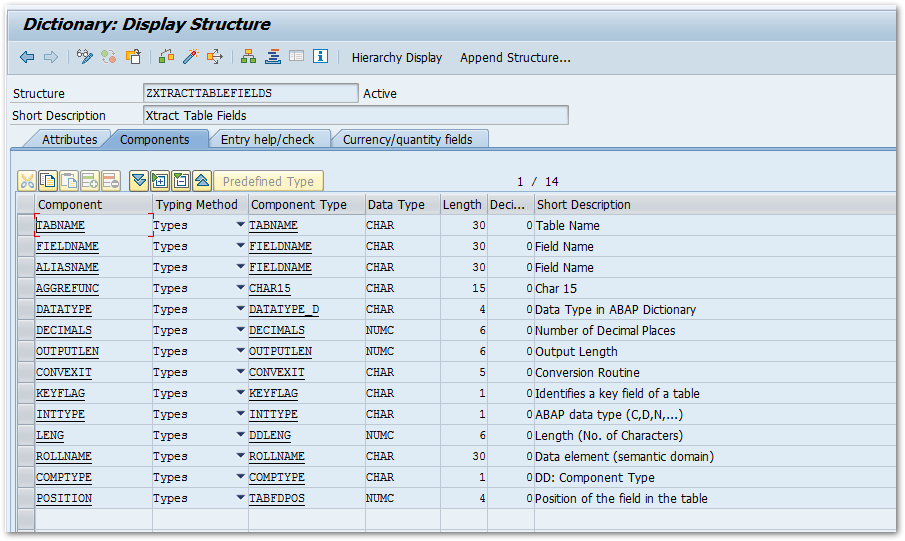 Dictionary: Display Structure
Hierarchy Display Append Structure...
Structure ZXTRACTTABLEFIELDS Active
Short Description Xtract Table Fields
Attributes Components Entry help/check Currency/quantity fields
Predefined Type 1 / 14
Component Typing Method Component Type Data Type Length Deci... Short Description
TABNAME Types TABNAME CHAR 30 0 Table Name
FIELDNAME Types FIELDNAME CHAR 30 0 Field Name
ALIASNAME Types FIELDNAME CHAR 30 0 Field Name
AGGREFUNC Types CHAR15 CHAR 15 0 Char 15
DATATYPE Types DATATYPE_D CHAR 4 0 Data Type in ABAP Dictionary
DECIMALS Types DECIMALS NUMC 6 0 Number of Decimal Places
OUTPUTLEN Types OUTPUTLEN NUMC 6 0 Output Length
CONVEXIT Types CONVEXIT CHAR 5 0 Conversion Routine
KEYFLAG Types KEYFLAG CHAR 1 0 Identifies a key field of a table
INTTYPE Types INTTYPE CHAR 1 0 ABAP data type (C,D,N,...)
LENG Types DDLENG NUMC 6 0 Length (No. of Characters)
ROLLNAME Types ROLLNAME CHAR 30 0 Data element (semantic domain)
COMPTYPE Types COMPTYPE CHAR 1 0 DD: Component Type
POSITION Types TABFDPOS NUMC 4 0 Position of the field in the table